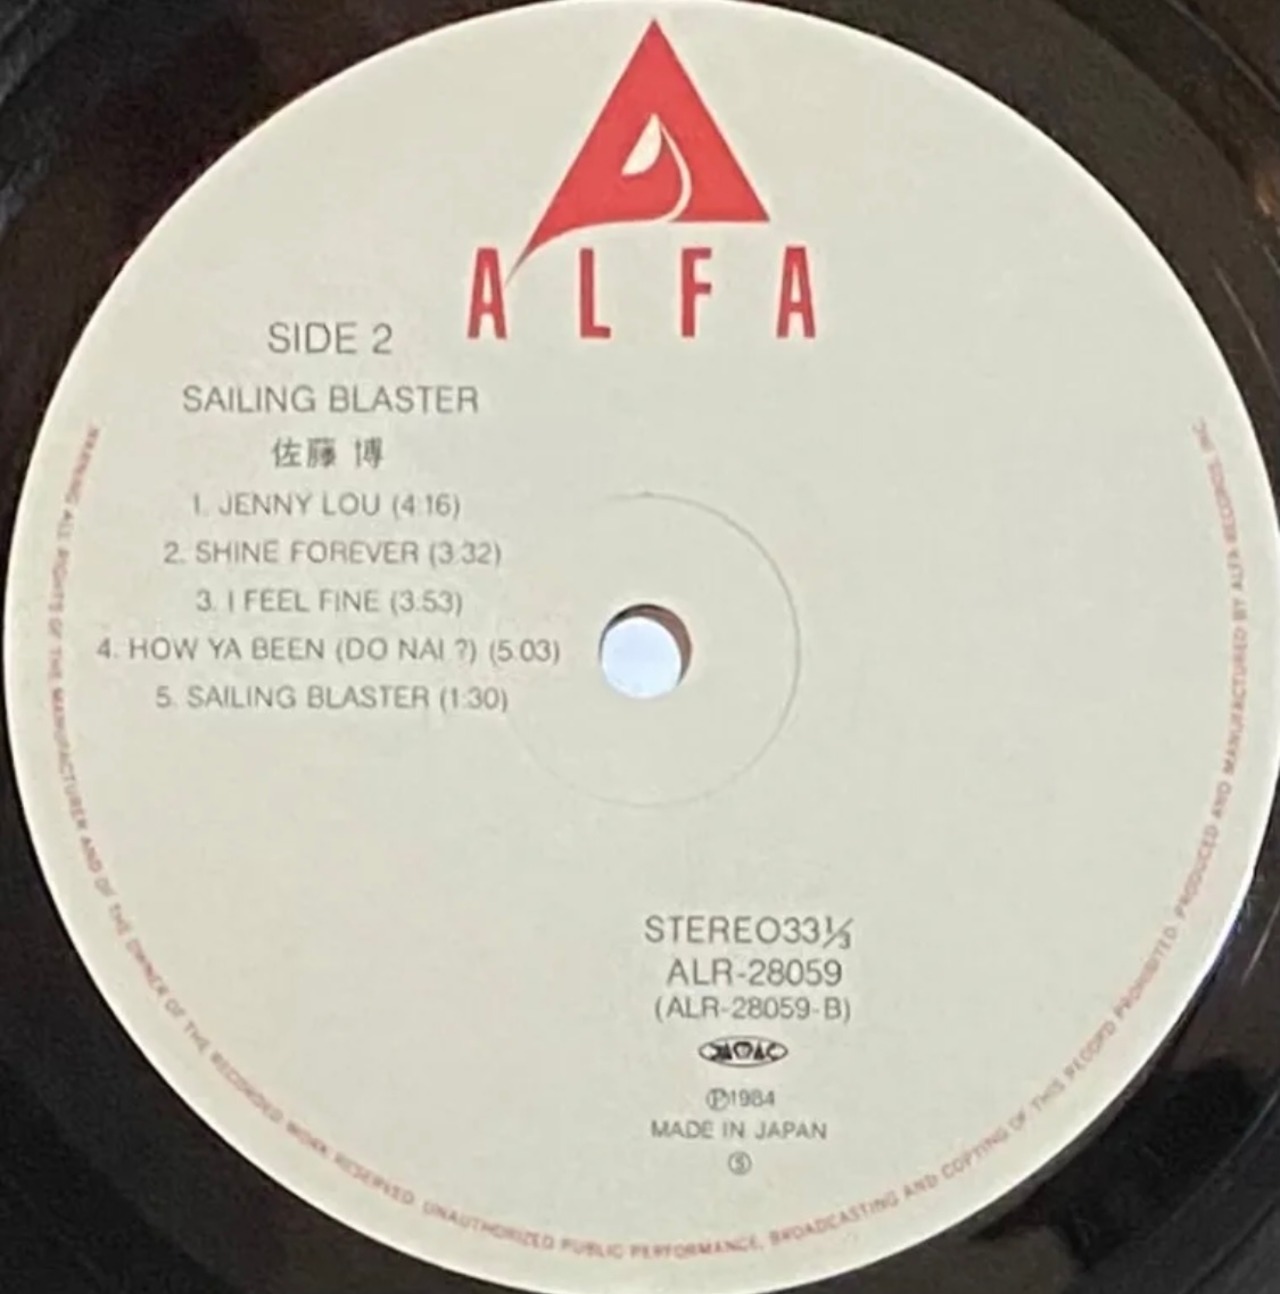 ALFA
SIDE 2
SAILING BLASTER
佐藤 博
1. JENNY LOU (4:16)
2. SHINE FOREVER (3:32)
3. I FEEL FINE (3:53)
4. HOW YA BEEN (DO NAI ?) (5:03)
5. SAILING BLASTER (1:30)
STEREO33⅓
ALR-28059
(ALR-28059-B)
JASRAC
Ⓟ1984
MADE IN JAPAN
Ⓢ
WARNING ALL RIGHTS OF THE MANUFACTURER AND OF THE OWNER OF THE RECORDED WORK RESERVED. UNAUTHORIZED PUBLIC PERFORMANCE, BROADCASTING AND COPYING OF THIS RECORD PROHIBITED. PRODUCED AND MANUFACTURED BY ALFA RECORDS, INC.